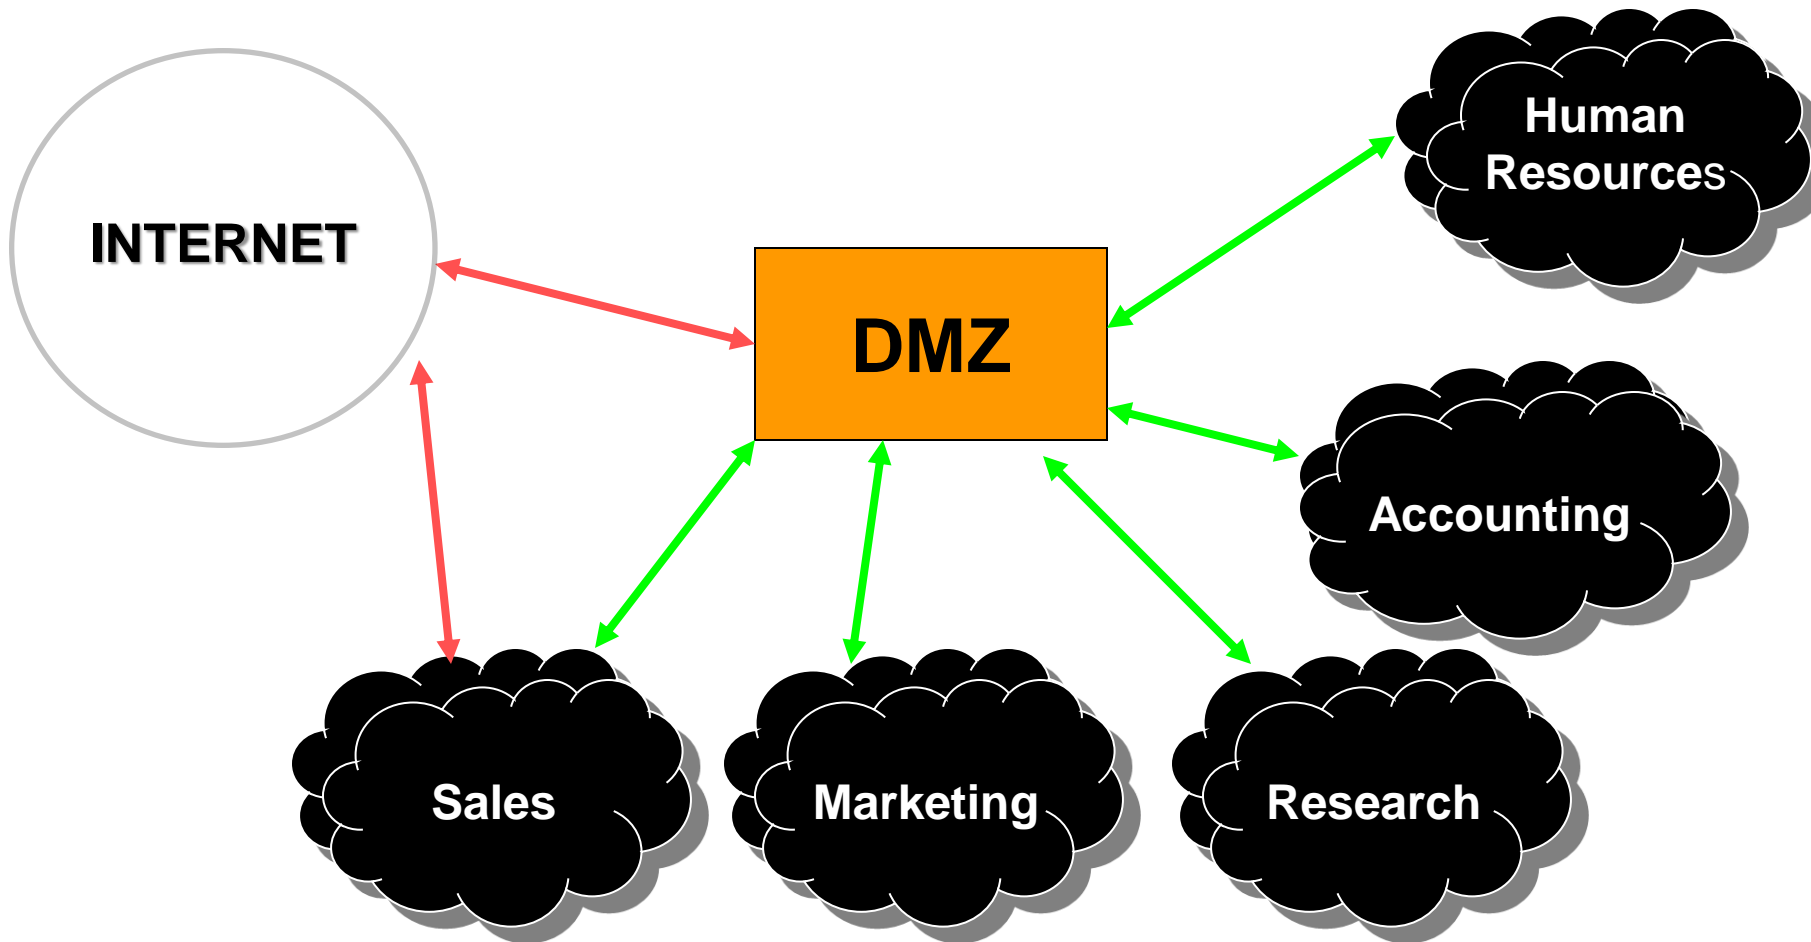 INTERNET
DMZ
Human
Resources
Accounting
Sales
Marketing
Research